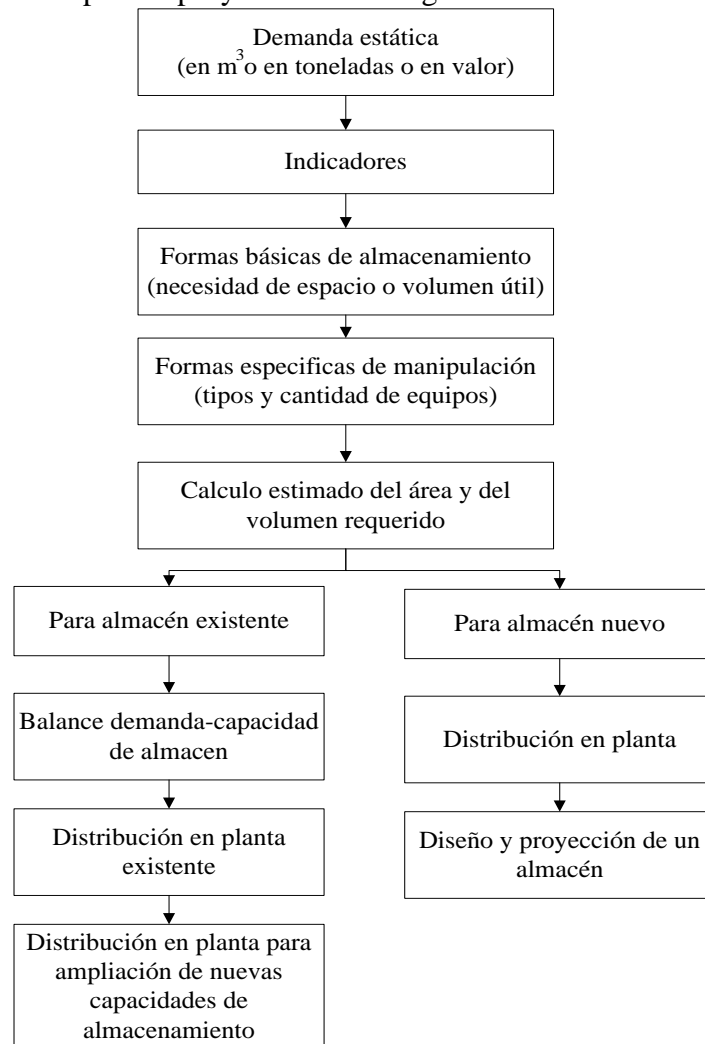 Demanda estática
(en m³o en toneladas o en valor)
Indicadores
Formas básicas de almacenamiento
(necesidad de espacio o volumen útil)
Formas especificas de manipulación
(tipos y cantidad de equipos)
Calculo estimado del área y del
volumen requerido
Para almacén existente
Para almacén nuevo
Balance demanda-capacidad
de almacen
Distribución en planta
Distribución en planta
existente
Diseño y proyección de un
almacén
Distribución en planta para
ampliación de nuevas
capacidades de
almacenamiento